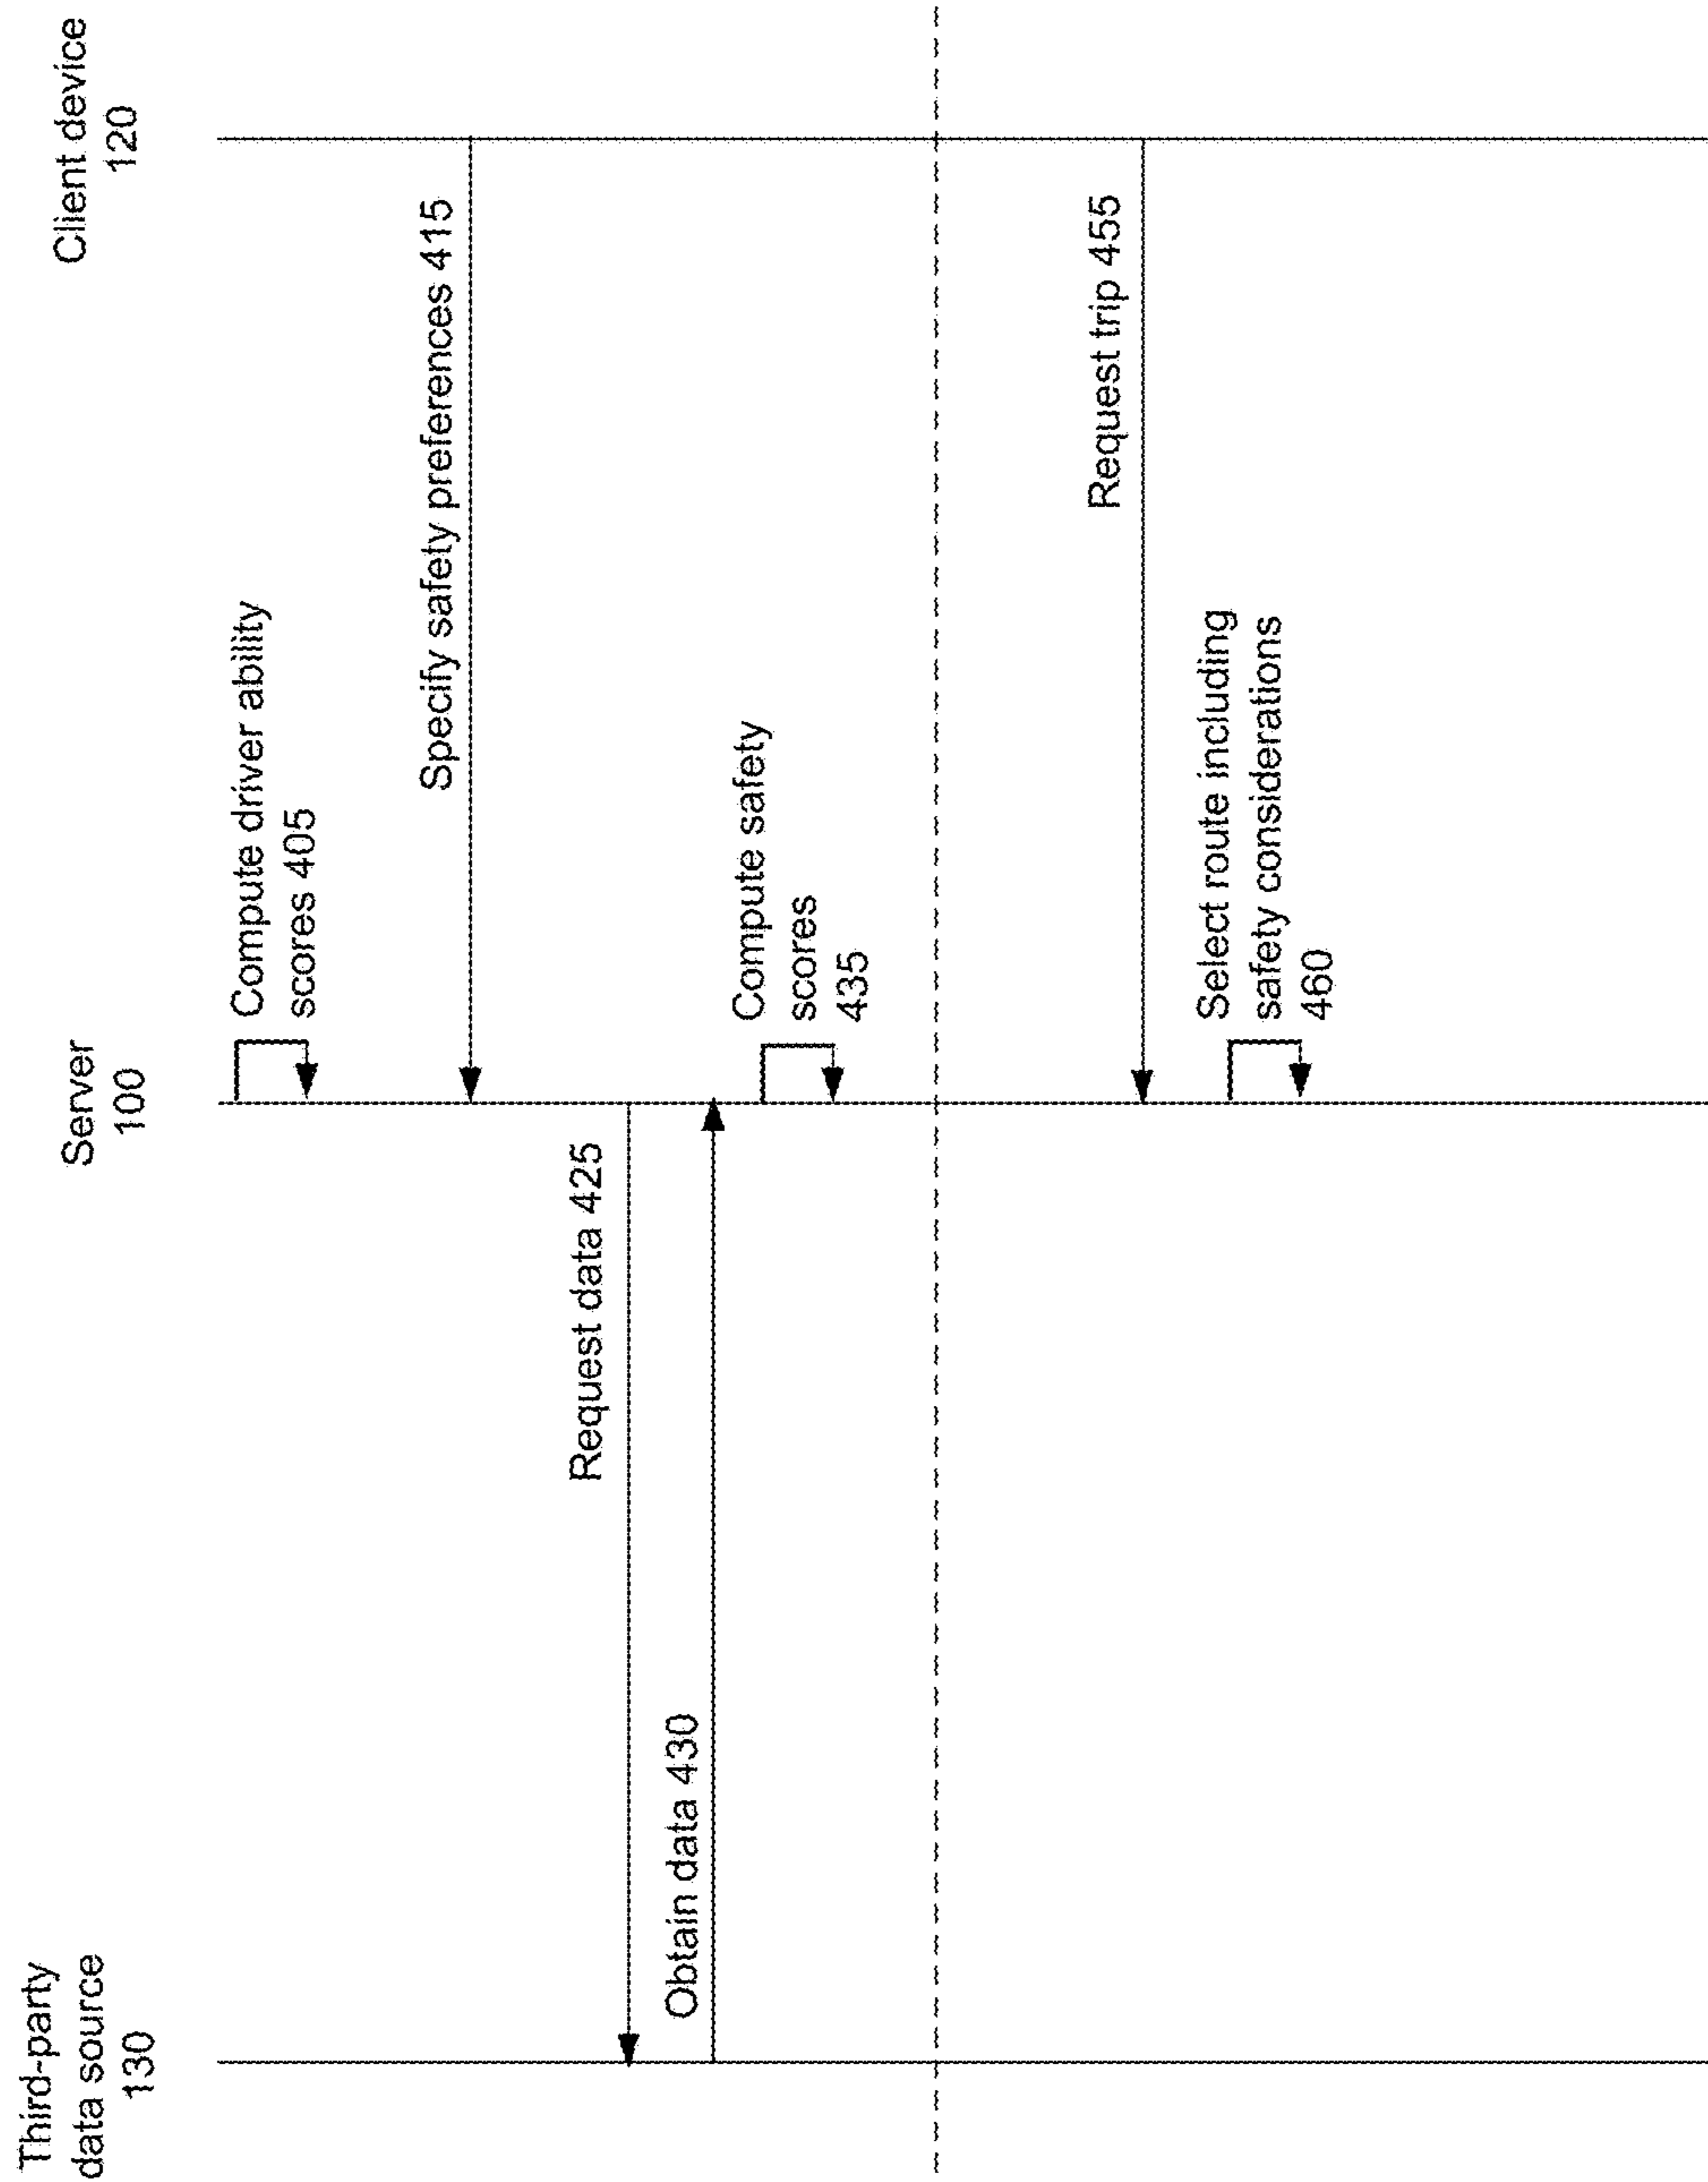 Third-party
data source
130
Server
100
Client device
120
Compute driver ability
scores 405
Specify safety preferences 415
Request data 425
Obtain data 430
Compute safety
scores
435
Request trip 455
Select route including
safety considerations
460